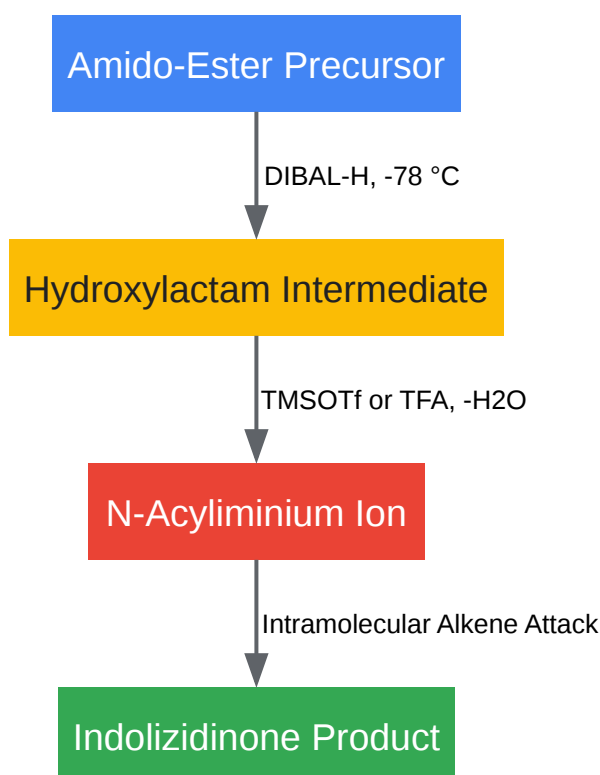 Amido-Ester Precursor
DIBAL-H, -78 °C
Hydroxylactam Intermediate
TMSOTf or TFA, -H2O
N-Acyliminium Ion
Intramolecular Alkene Attack
Indolizidinone Product